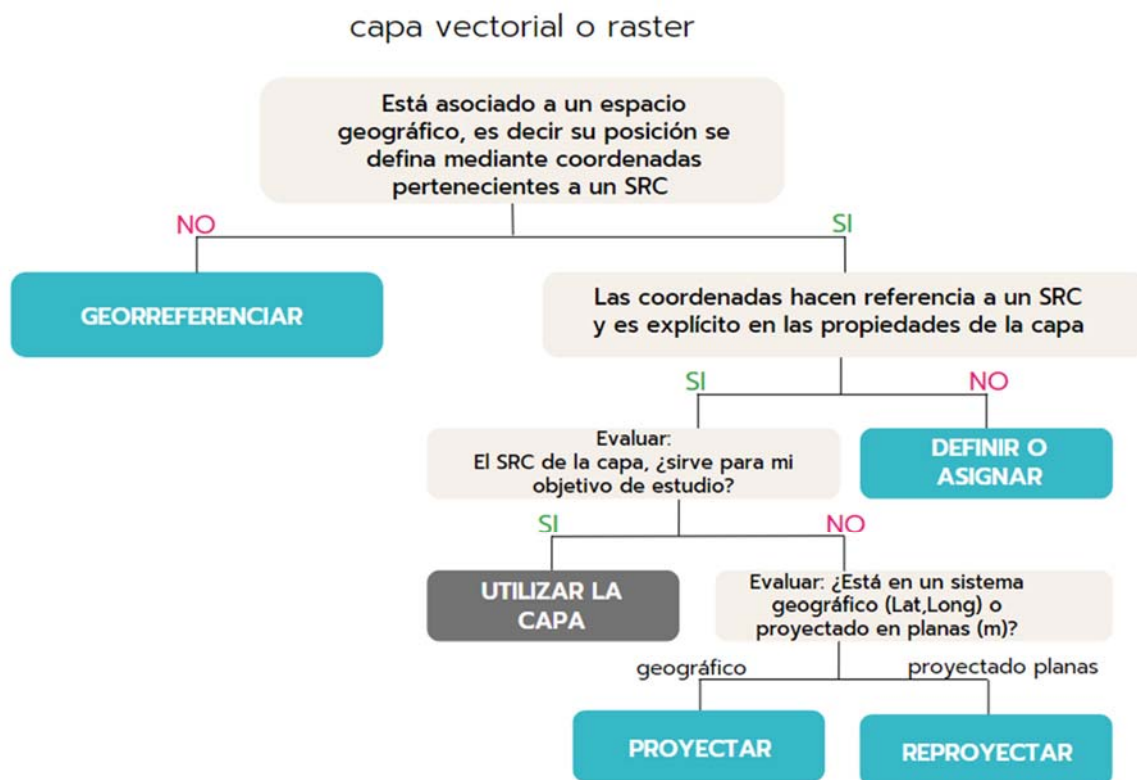 capa vectorial o raster
Está asociado a un espacio
geográfico, es decir su posición se
defina mediante coordenadas
pertenecientes a un SRC
NO
SI
GEORREFERENCIAR
Las coordenadas hacen referencia a un SRC
y es explícito en las propiedades de la capa
SI
NO
Evaluar:
El SRC de la capa, ¿sirve para mi
objetivo de estudio?
DEFINIR O
ASIGNAR
SI
NO
UTILIZAR LA
CAPA
Evaluar: ¿Está en un sistema
geográfico (Lat,Long) o
proyectado en planas (m)?
geográfico
proyectado planas
PROYECTAR
REPROYECTAR